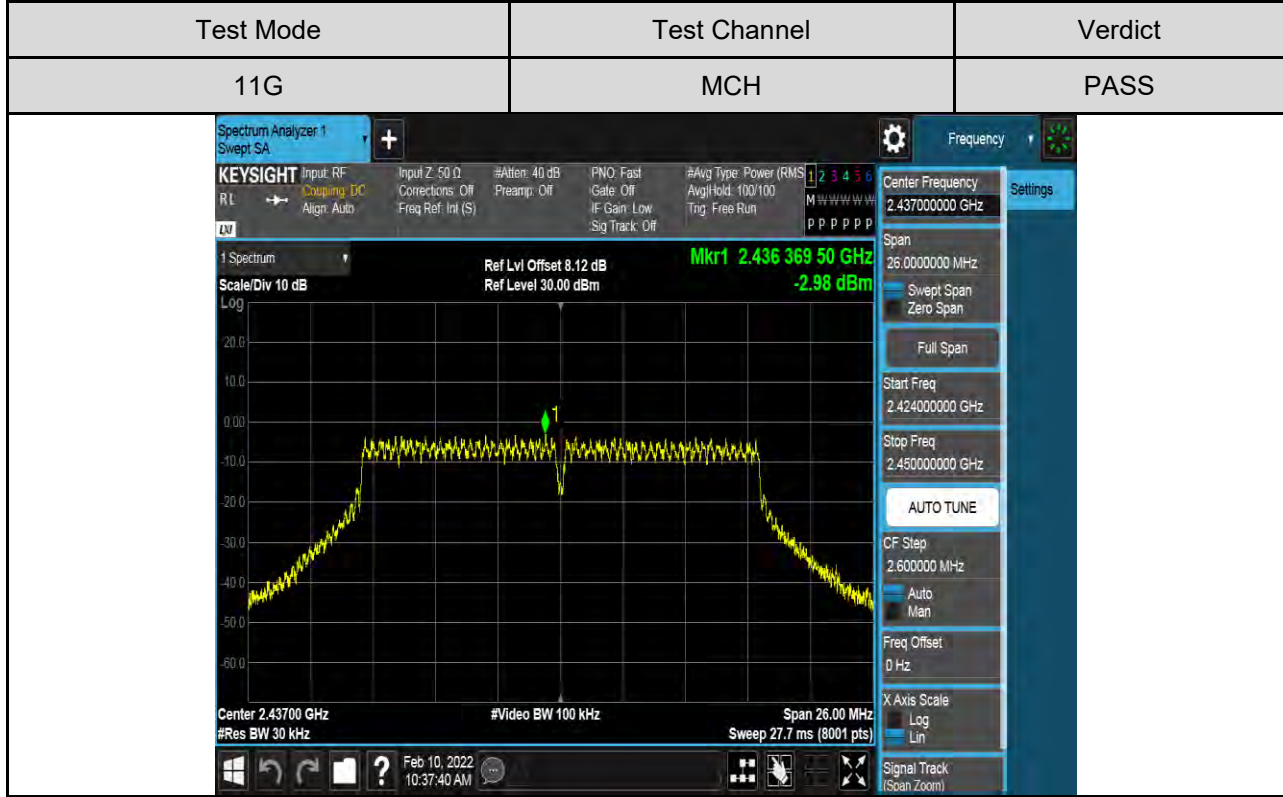 Test Mode Test Channel Verdict
11G MCH PASS
Spectrum Analyzer 1
Swept SA
+
Frequency
KEYSIGHT Input: RF Input Z: 50 Ω #Atten: 40 dB PNO: Fast #Avg Type: Power (RMS 1 2 3 4 5 6
RL Coupling: DC Corrections: Off Preamp: Off Gate: Off Avg|Hold: 100/100 M W W W W W
Align: Auto Freq Ref: Int (S) IF Gain: Low Trig: Free Run
LXI Sig Track: Off P P P P P P
1 Spectrum
Scale/Div 10 dB
Ref Lvl Offset 8.12 dB
Ref Level 30.00 dBm
Mkr1 2.436 369 50 GHz
-2.98 dBm
Log
20.0
10.0
0.00
-10.0
-20.0
-30.0
-40.0
-50.0
-60.0
1
Center 2.43700 GHz #Video BW 100 kHz Span 26.00 MHz
#Res BW 30 kHz Sweep 27.7 ms (8001 pts)
?
Feb 10, 2022
10:37:40 AM
Center Frequency
2.437000000 GHz
Settings
Span
26.0000000 MHz
Swept Span
Zero Span
Full Span
Start Freq
2.424000000 GHz
Stop Freq
2.450000000 GHz
AUTO TUNE
CF Step
2.600000 MHz
Auto
Man
Freq Offset
0 Hz
X Axis Scale
Log
Lin
Signal Track
(Span Zoom)